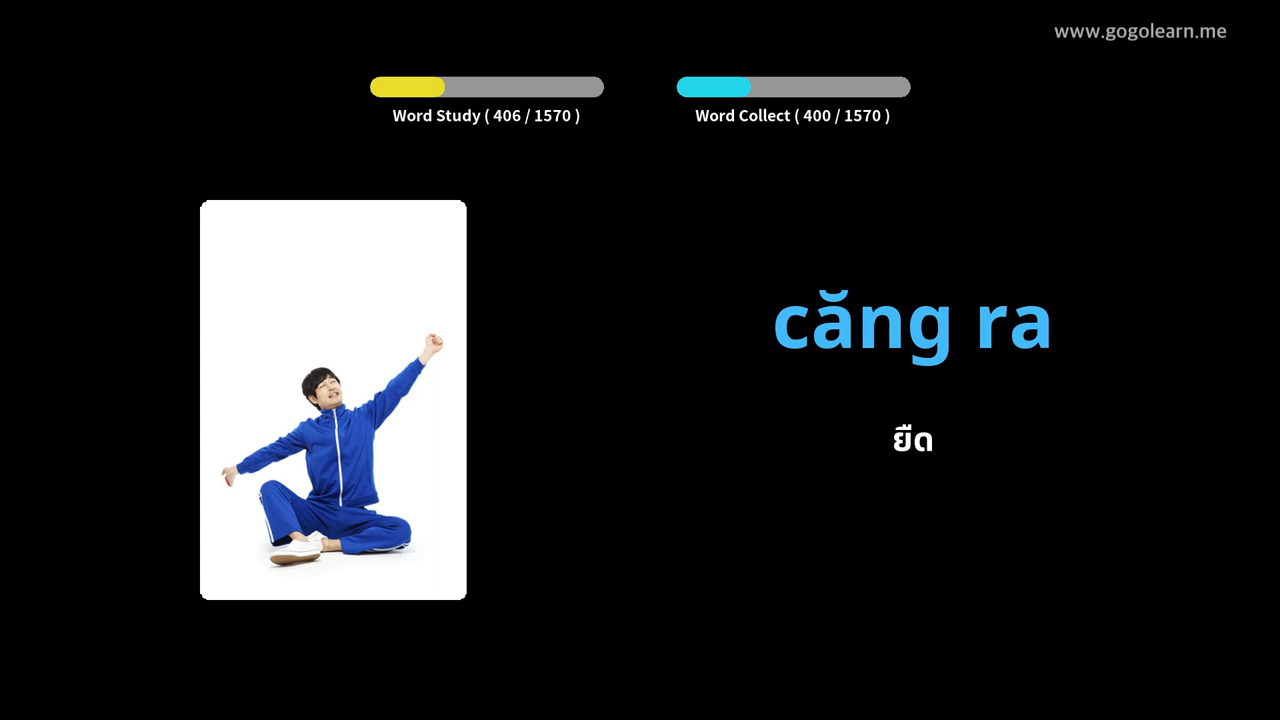 www.gogolearn.me
Word Study ( 406 / 1570 )
Word Collect ( 400 / 1570 )
căng ra
ยืด